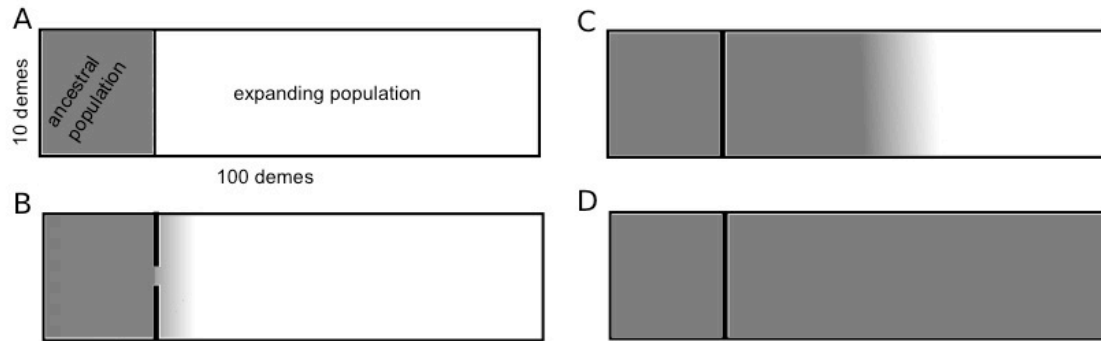 A
10 demes
ancestral
population
expanding population
100 demes
B
C
D